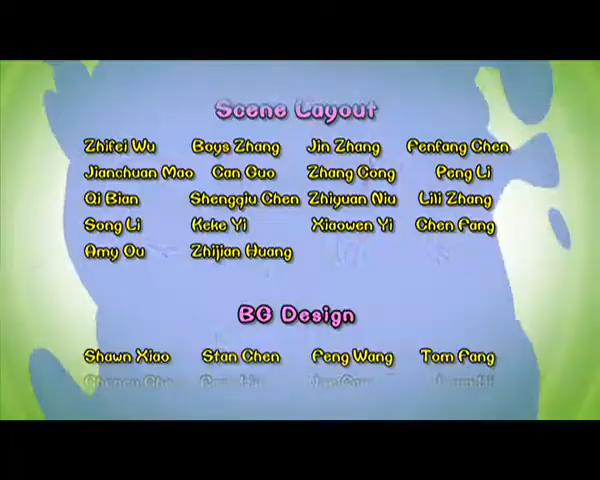 Scene Layout
Zhifei Wu Boys Zhang Jin Zhang Fenfang Chen
Jianchuan Mao Can Guo Zhang Cong Peng Li
Qi Bian Shengqiu Chen Zhiyuan Niu Lili Zhang
Song Li Keke Yi Xiaowen Yi Chen Fang
Amy Ou Zhijian Huang
BG Design
Shawn Xiao Stan Chen Feng Wang Tom Fang